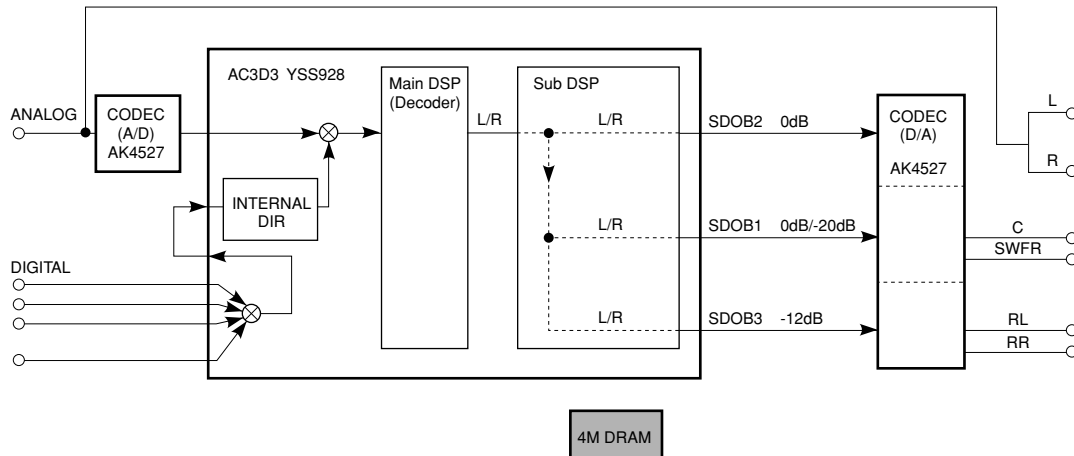 ANALOG
CODEC
(A/D)
AK4527
AC3D3 YSS928
INTERNAL
DIR
DIGITAL
Main DSP
(Decoder)
L/R
Sub DSP
L/R
L/R
L/R
SDOB2 0dB
SDOB1 0dB/-20dB
SDOB3 -12dB
CODEC
(D/A)
AK4527
L
R
C
SWFR
RL
RR
4M DRAM